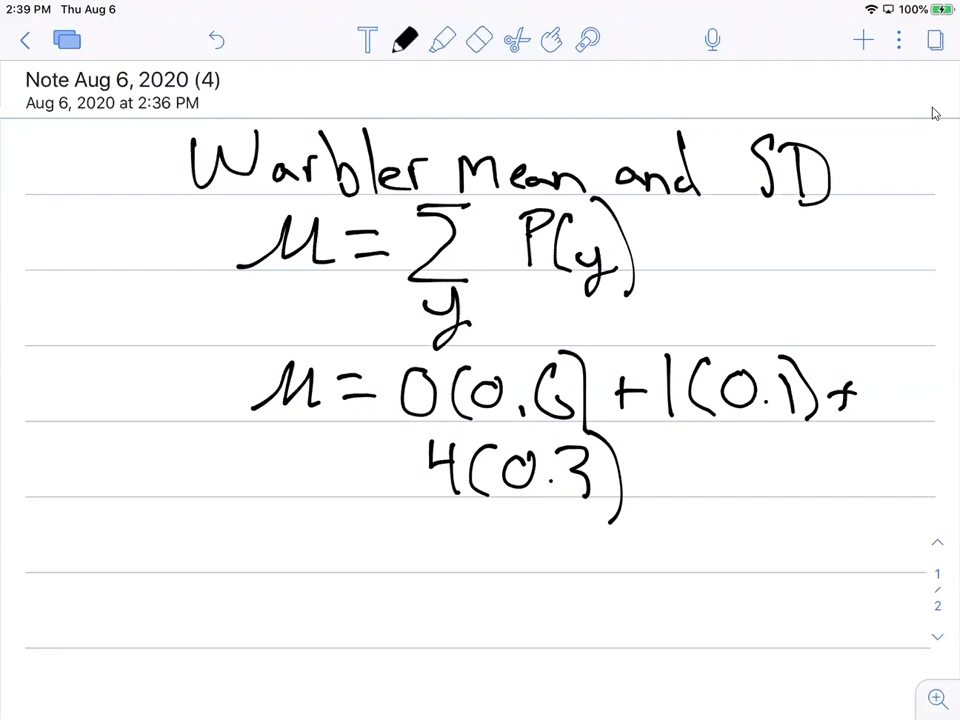 2:39 PM Thu Aug 6
100%
Note Aug 6, 2020 (4)
Aug 6, 2020 at 2:36 PM
Warbler Mean and SD
μ = Σ P(y)
y
μ = 0(0.6) + 1(0.1) +
4(0.3)
1
/
2